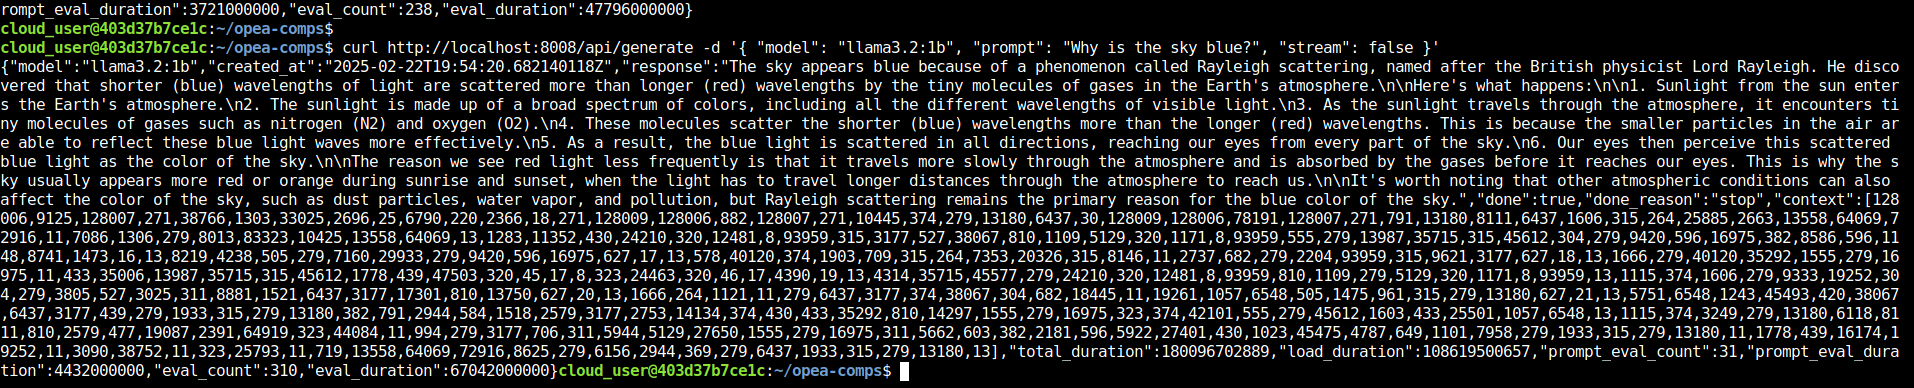 rompt_eval_duration":3721000000,"eval_count":238,"eval_duration":47796000000}
cloud_user@403d37b7ce1c:~/opea-comps$
cloud_user@403d37b7ce1c:~/opea-comps$ curl http://localhost:8008/api/generate -d '{ "model": "llama3.2:1b", "prompt": "Why is the sky blue?", "stream": false }'
{"model":"llama3.2:1b","created_at":"2025-02-22T19:54:20.682140118Z","response":"The sky appears blue because of a phenomenon called Rayleigh scattering, named after the British physicist Lord Rayleigh. He disco
vered that shorter (blue) wavelengths of light are scattered more than longer (red) wavelengths by the tiny molecules of gases in the Earth's atmosphere.\n\nHere's what happens:\n\n1. Sunlight from the sun enter
s the Earth's atmosphere.\n2. The sunlight is made up of a broad spectrum of colors, including all the different wavelengths of visible light.\n3. As the sunlight travels through the atmosphere, it encounters ti
ny molecules of gases such as nitrogen (N2) and oxygen (O2).\n4. These molecules scatter the shorter (blue) wavelengths more than the longer (red) wavelengths. This is because the smaller particles in the air ar
e able to reflect these blue light waves more effectively.\n5. As a result, the blue light is scattered in all directions, reaching our eyes from every part of the sky.\n6. Our eyes then perceive this scattered
blue light as the color of the sky.\n\nThe reason we see red light less frequently is that it travels more slowly through the atmosphere and is absorbed by the gases before it reaches our eyes. This is why the s
ky usually appears more red or orange during sunrise and sunset, when the light has to travel longer distances through the atmosphere to reach us.\n\nIt's worth noting that other atmospheric conditions can also
affect the color of the sky, such as dust particles, water vapor, and pollution, but Rayleigh scattering remains the primary reason for the blue color of the sky.","done":true,"done_reason":"stop","context":[128
006,9125,128007,271,38766,1303,33025,2696,25,6790,220,2366,18,271,128009,128006,882,128007,271,10445,374,279,13180,6437,30,128009,128006,78191,128007,271,791,13180,8111,6437,1606,315,264,25885,2663,13558,64069,7
2916,11,7086,1306,279,8013,83323,10425,13558,64069,13,1283,11352,430,24210,320,12481,8,93959,315,3177,527,38067,810,1109,5129,320,1171,8,93959,555,279,13987,35715,315,45612,304,279,9420,596,16975,382,8586,596,11
48,8741,1473,16,13,8219,4238,505,279,7160,29933,279,9420,596,16975,627,17,13,578,40120,374,1903,709,315,264,7353,20326,315,8146,11,2737,682,279,2204,93959,315,9621,3177,627,18,13,1666,279,40120,35292,1555,279,16
975,11,433,35006,13987,35715,315,45612,1778,439,47503,320,45,17,8,323,24463,320,46,17,4390,19,13,4314,35715,45577,279,24210,320,12481,8,93959,810,1109,279,5129,320,1171,8,93959,13,1115,374,1606,279,9333,19252,30
4,279,3805,527,3025,311,8881,1521,6437,3177,17301,810,13750,627,20,13,1666,264,1121,11,279,6437,3177,374,38067,304,682,18445,11,19261,1057,6548,505,1475,961,315,279,13180,627,21,13,5751,6548,1243,45493,420,38067
,6437,3177,439,279,1933,315,279,13180,382,791,2944,584,1518,2579,3177,2753,14134,374,430,433,35292,810,14297,1555,279,16975,323,374,42101,555,279,45612,1603,433,25501,1057,6548,13,1115,374,3249,279,13180,6118,81
11,810,2579,477,19087,2391,64919,323,44084,11,994,279,3177,706,311,5944,5129,27650,1555,279,16975,311,5662,603,382,2181,596,5922,27401,430,1023,45475,4787,649,1101,7958,279,1933,315,279,13180,11,1778,439,16174,1
9252,11,3090,38752,11,323,25793,11,719,13558,64069,72916,8625,279,6156,2944,369,279,6437,1933,315,279,13180,13],"total_duration":180096702889,"load_duration":108619500657,"prompt_eval_count":31,"prompt_eval_dura
tion":4432000000,"eval_count":310,"eval_duration":67042000000}cloud_user@403d37b7ce1c:~/opea-comps$